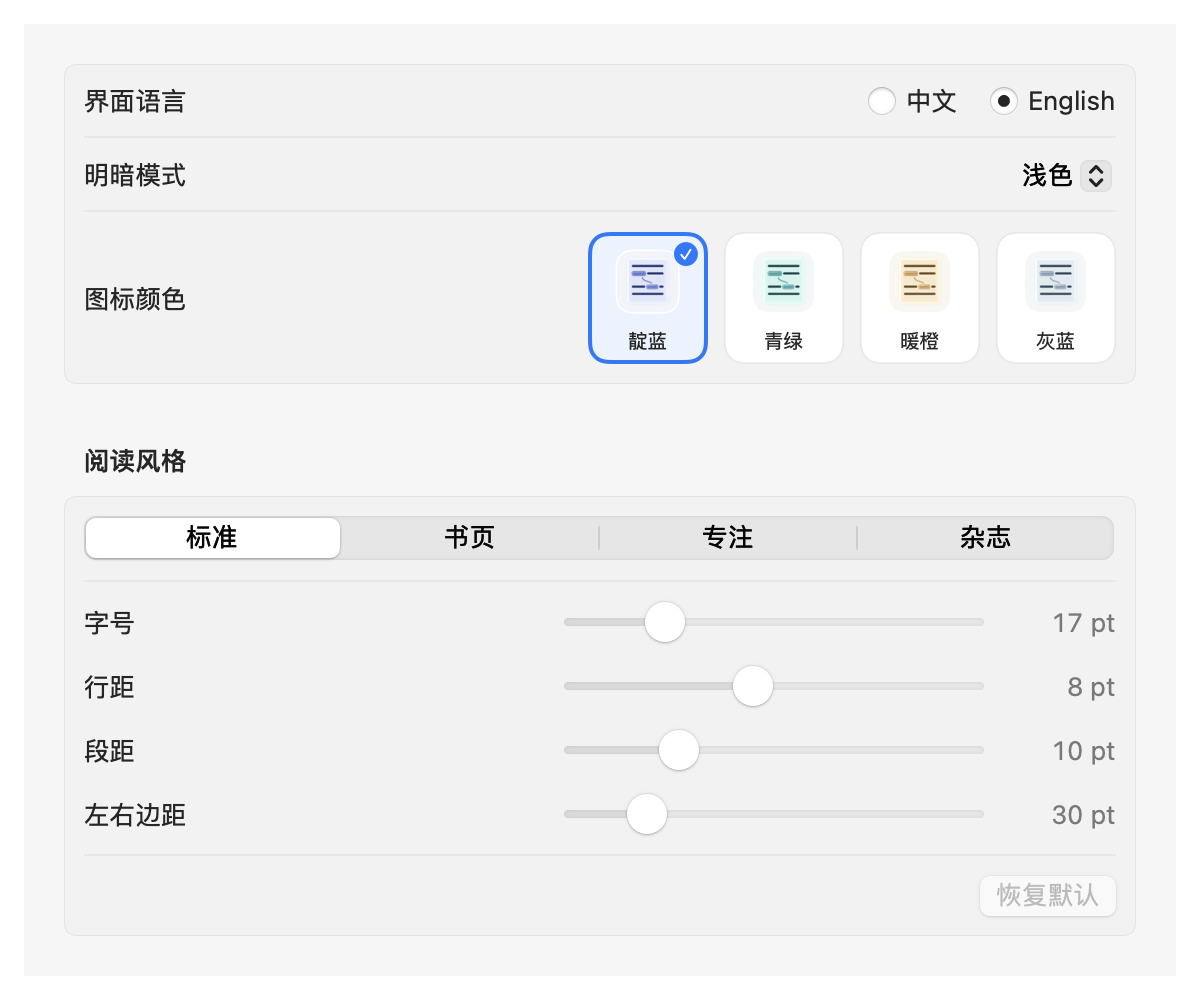 界面语言 中文 English
明暗模式 浅色
图标颜色 靛蓝 青绿 暖橙 灰蓝
阅读风格
标准 书页 专注 杂志
字号 17 pt
行距 8 pt
段距 10 pt
左右边距 30 pt
恢复默认